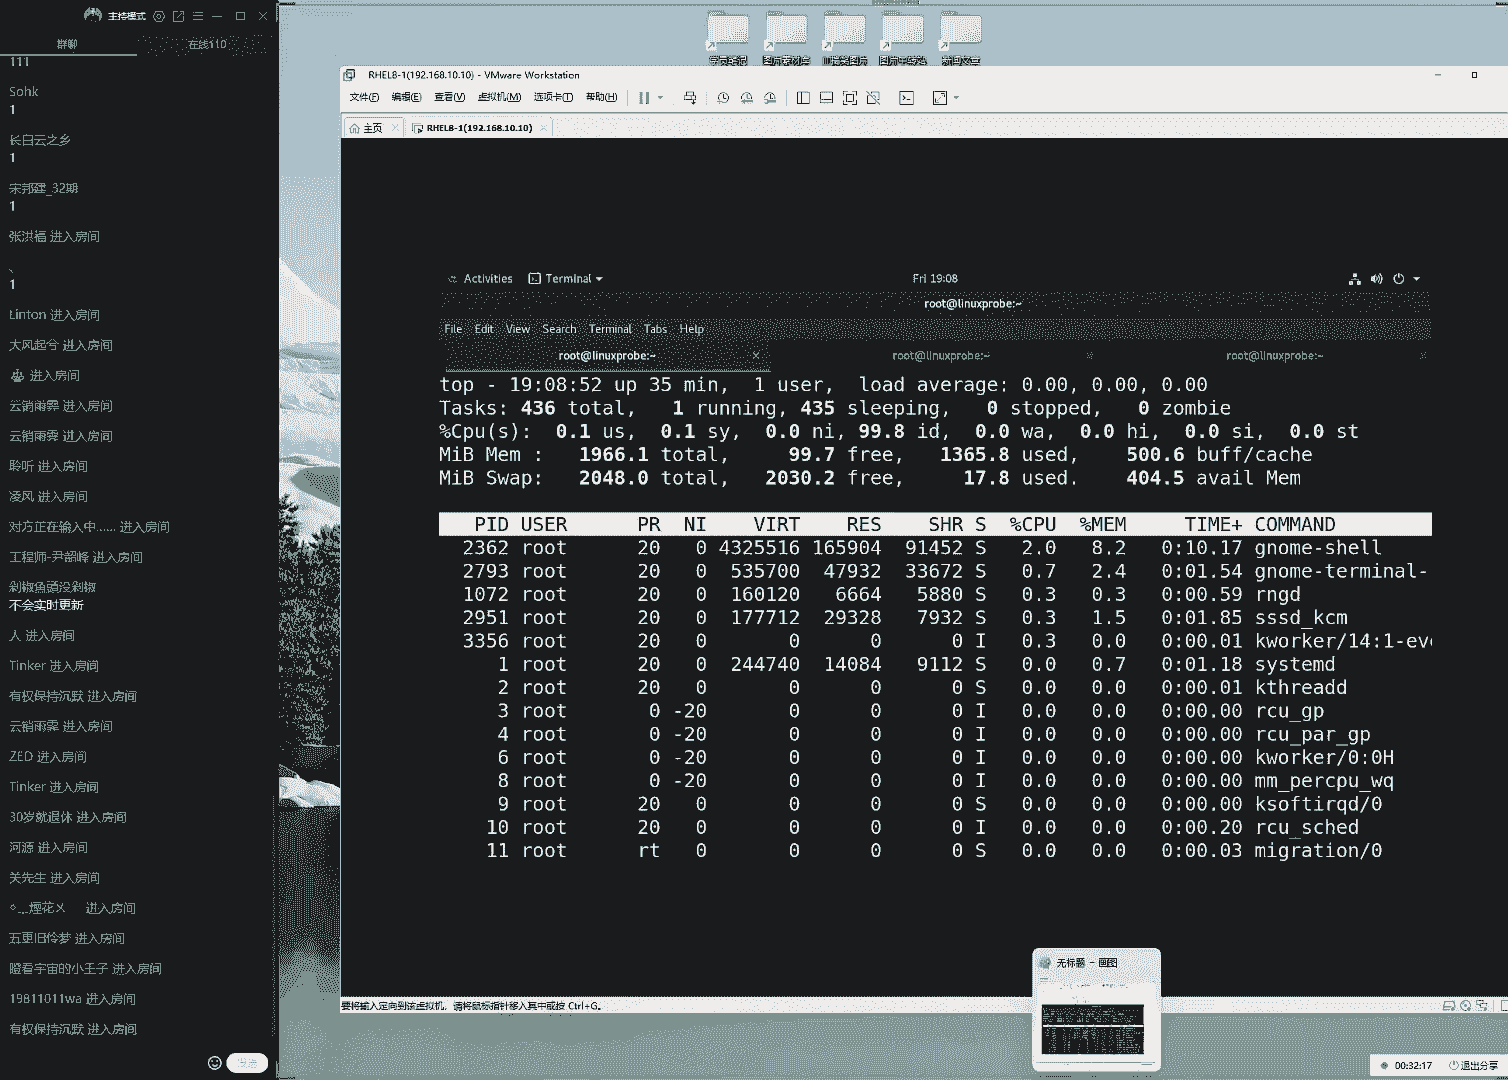 主持模式
群聊
在线110
111
Sohk
1
长白云之乡
1
宋邦建_32期
1
张洪福 进入房间
、
1
Linton 进入房间
大风起兮 进入房间
进入房间
云销雨霁 进入房间
云销雨霁 进入房间
聆听 进入房间
凌风 进入房间
对方正在输入中...... 进入房间
工程师-尹韶峰 进入房间
剁椒鱼头没剁椒
不会实时更新
人 进入房间
Tinker 进入房间
有权保持沉默 进入房间
云销雨霁 进入房间
ZED 进入房间
Tinker 进入房间
30岁就退休 进入房间
河源 进入房间
关先生 进入房间
进入房间
五更旧伶梦 进入房间
瞪着宇宙的小王子 进入房间
19811011wa 进入房间
有权保持沉默 进入房间
发送
RHEL8-1(192.168.10.10) - VMware Workstation
文件(F) 编辑(E) 查看(V) 虚拟机(M) 选项卡(T) 帮助(H)
主页 RHEL8-1(192.168.10.10)
Activities Terminal Fri 19:08
root@linuxprobe:~
File Edit View Search Terminal Tabs Help
root@linuxprobe:~ root@linuxprobe:~ root@linuxprobe:~
top - 19:08:52 up 35 min, 1 user, load average: 0.00, 0.00, 0.00
Tasks: 436 total, 1 running, 435 sleeping, 0 stopped, 0 zombie
%Cpu(s): 0.1 us, 0.1 sy, 0.0 ni, 99.8 id, 0.0 wa, 0.0 hi, 0.0 si, 0.0 st
MiB Mem : 1966.1 total, 99.7 free, 1365.8 used, 500.6 buff/cache
MiB Swap: 2048.0 total, 2030.2 free, 17.8 used. 404.5 avail Mem
PID USER PR NI VIRT RES SHR S %CPU %MEM TIME+ COMMAND
2362 root 20 0 4325516 165904 91452 S 2.0 8.2 0:10.17 gnome-shell
2793 root 20 0 535700 47932 33672 S 0.7 2.4 0:01.54 gnome-terminal-
1072 root 20 0 160120 6664 5880 S 0.3 0.3 0:00.59 rngd
2951 root 20 0 177712 29328 7932 S 0.3 1.5 0:01.85 sssd_kcm
3356 root 20 0 0 0 0 I 0.3 0.0 0:00.01 kworker/14:1-eve
1 root 20 0 244740 14084 9112 S 0.0 0.7 0:01.18 systemd
2 root 20 0 0 0 0 S 0.0 0.0 0:00.01 kthreadd
3 root 0 -20 0 0 0 I 0.0 0.0 0:00.00 rcu_gp
4 root 0 -20 0 0 0 I 0.0 0.0 0:00.00 rcu_par_gp
6 root 0 -20 0 0 0 I 0.0 0.0 0:00.00 kworker/0:0H
8 root 0 -20 0 0 0 I 0.0 0.0 0:00.00 mm_percpu_wq
9 root 20 0 0 0 0 S 0.0 0.0 0:00.00 ksoftirqd/0
10 root 20 0 0 0 0 I 0.0 0.0 0:00.20 rcu_sched
11 root rt 0 0 0 0 S 0.0 0.0 0:00.03 migration/0
无标题 - 画图
要将输入定向到该虚拟机，请将鼠标指针移入其中或按 Ctrl+G。
00:32:17 退出分享